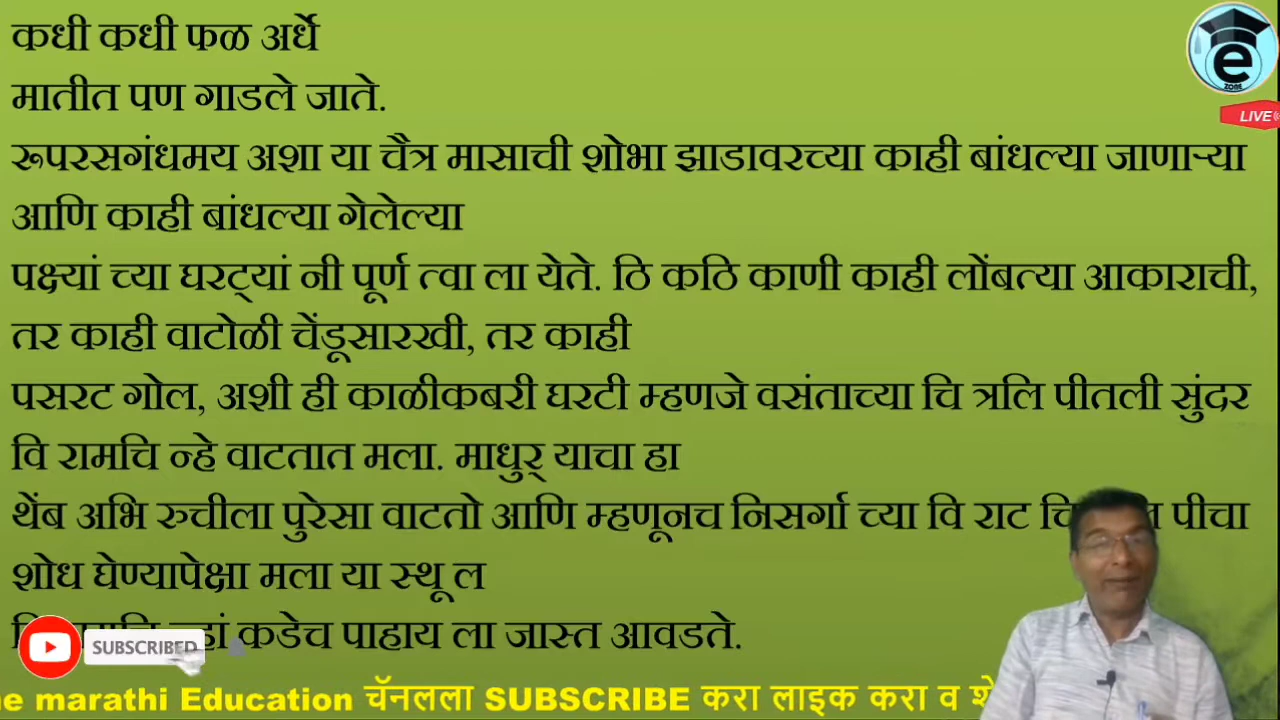 कधी कधी फळ अर्धे
मातीत पण गाडले जाते.
रूपरसगंधमय अशा या चैत्र मासाची शोभा झाडावरच्या काही बांधल्या जाणाऱ्या
आणि काही बांधल्या गेलेल्या
पक्ष्यां च्या घरट्यां नी पूर्ण त्वा ला येते. ठि कठि काणी काही लोंबत्या आकाराची,
तर काही वाटोळी चेंडूसारखी, तर काही
पसरट गोल, अशी ही काळीकबरी घरटी म्हणजे वसंताच्या चि त्रलि पीतली सुंदर
वि रामचि न्हे वाटतात मला. माधुर् याचा हा
थेंब अभि रुचीला पुरेसा वाटतो आणि म्हणूनच निसर्गा च्या वि राट पीचा
शोध घेण्यापेक्षा मला या स्थू ल
कडेच पाहाय ला जास्त आवडते.
e
ZONE
LIVE
SUBSCRIBED
marathi Education चॅनलला SUBSCRIBE करा लाइक करा व